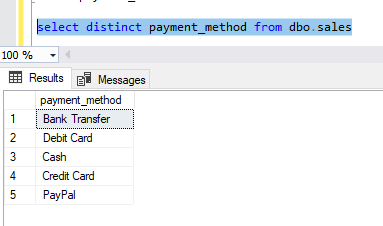 select distinct payment_method from dbo.sales
100 %
Results Messages
payment_method
1 Bank Transfer
2 Debit Card
3 Cash
4 Credit Card
5 PayPal